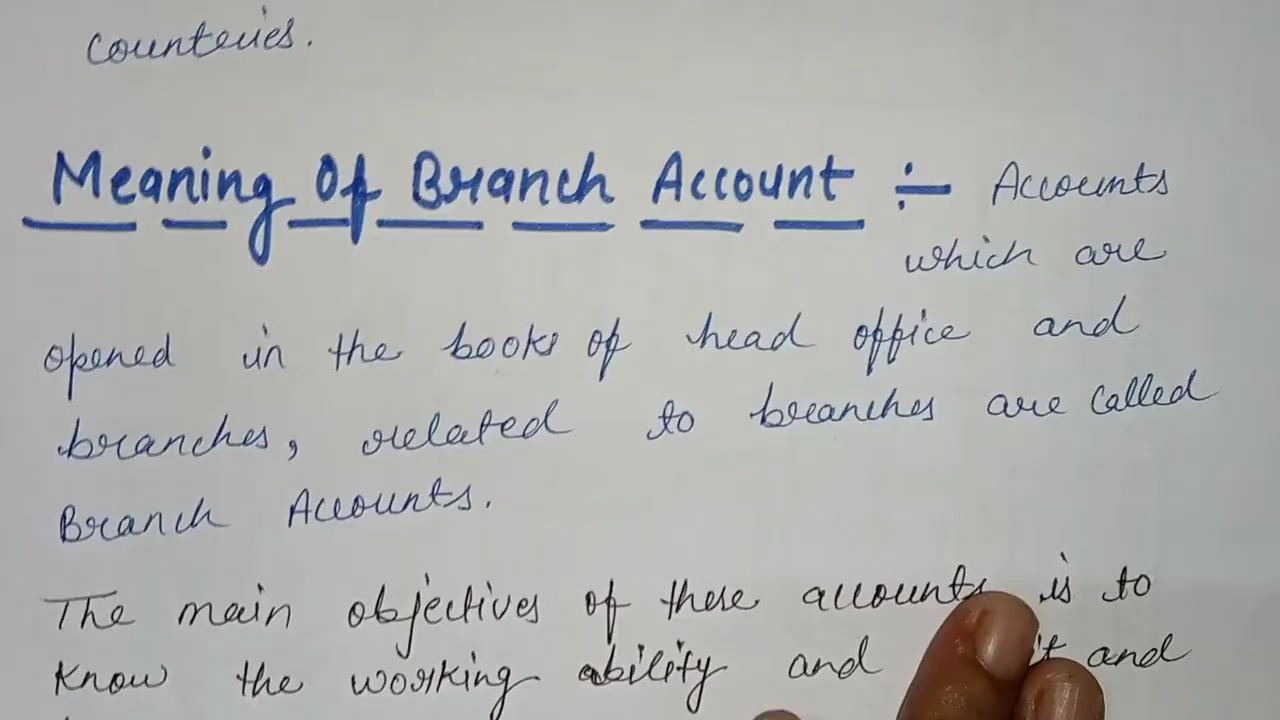 counteries.
Meaning Of Branch Account ÷ Accounts
which are
opened in the books of head office and
branches, related to branches are called
Branch Accounts.
The main objectives of these accounts is to
know the working ability and and